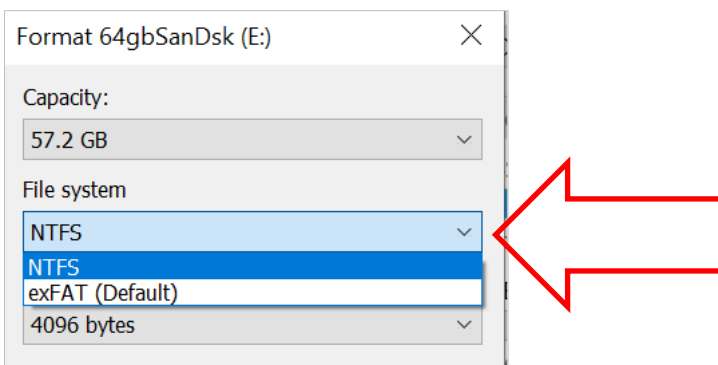 Format 64gbSanDsk (E:)
Capacity:
57.2 GB
File system
NTFS
NTFS
exFAT (Default)
4096 bytes